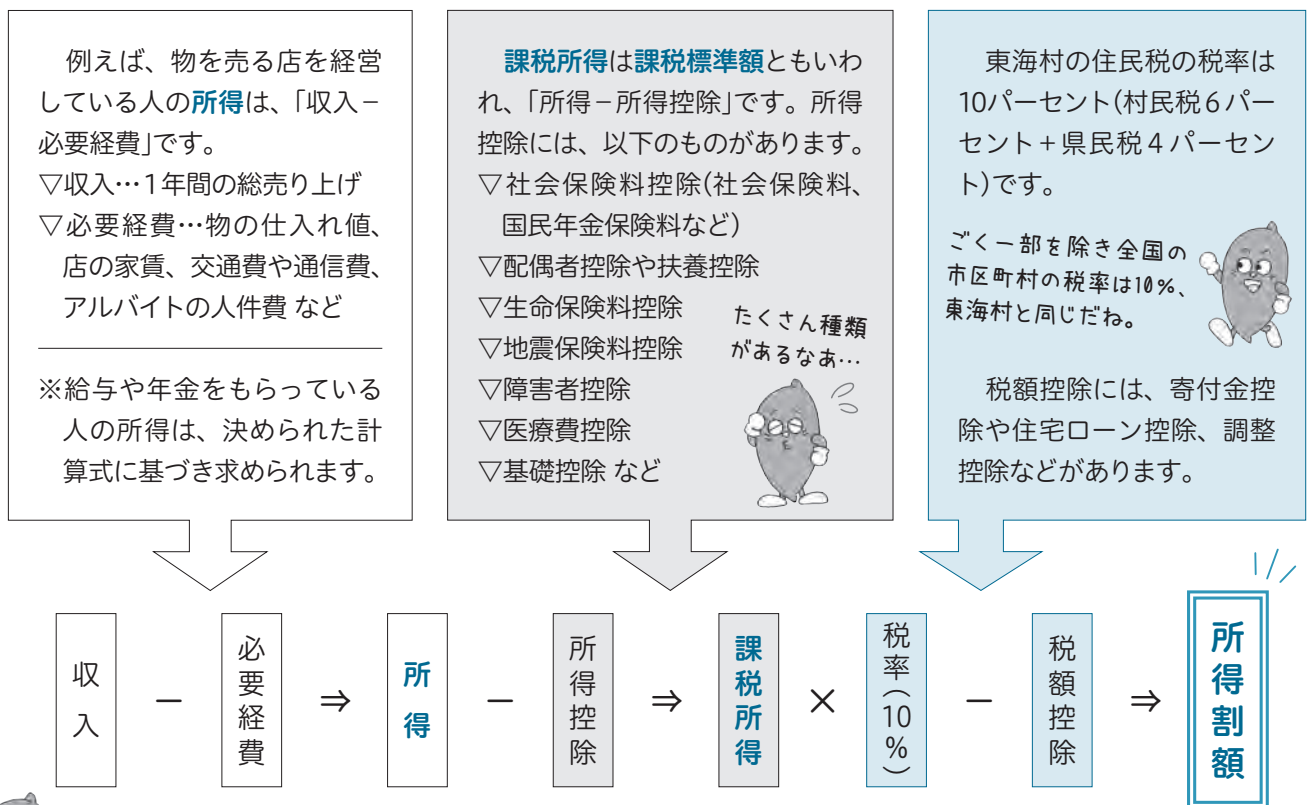 例えば、物を売る店を経営
している人の所得は、「収入－
必要経費」です。
▽収入…１年間の総売り上げ
▽必要経費…物の仕入れ値、
店の家賃、交通費や通信費、
アルバイトの人件費 など
※給与や年金をもらっている
人の所得は、決められた計
算式に基づき求められます。
課税所得は課税標準額ともいわ
れ、「所得－所得控除」です。所得
控除には、以下のものがあります。
▽社会保険料控除(社会保険料、
国民年金保険料など)
▽配偶者控除や扶養控除
▽生命保険料控除
▽地震保険料控除
▽障害者控除
▽医療費控除
▽基礎控除 など
たくさん種類
があるなあ…
東海村の住民税の税率は
10パーセント(村民税６パー
セント＋県民税４パーセン
ト)です。
ごく一部を除き全国の
市区町村の税率は10％、
東海村と同じだね。
税額控除には、寄付金控
除や住宅ローン控除、調整
控除などがあります。
収入 － 必要経費 ⇒ 所得 － 所得控除 ⇒ 課税所得 × 税率(10％) － 税額控除 ⇒ 所得割額